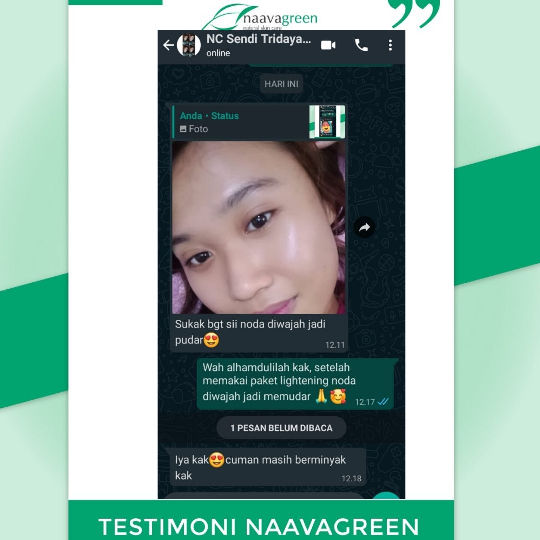 naavagreen
natural skin care
NC Sendi Tridaya...
online
HARI INI
Anda • Status
Foto
Sukak bgt sii noda diwajah jadi
pudar😍
12.11
Wah alhamdulilah kak, setelah
memakai paket lightening noda
diwajah jadi memudar 🙏🥰
12.17
1 PESAN BELUM DIBACA
Iya kak😍cuman masih berminyak
kak
12.18
TESTIMONI NAAVAGREEN